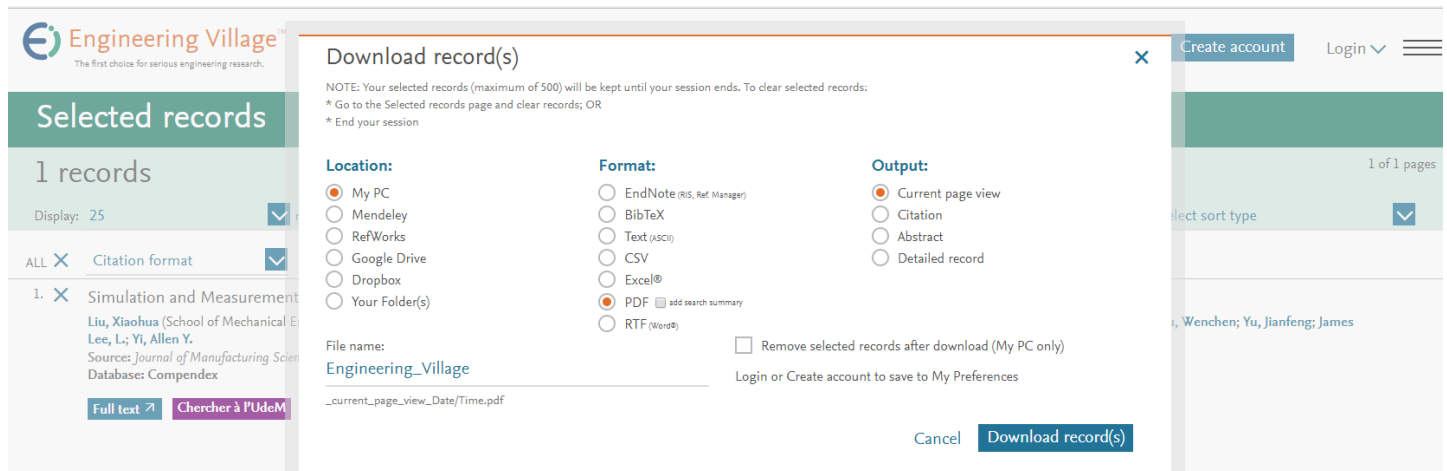 Engineering Village™
The first choice for serious engineering research.
Create account
Login
Selected records
1 records
1 of 1 pages
Display: 25
elect sort type
ALL
Citation format
1.
Simulation and Measurement
Liu, Xiaohua (School of Mechanical E
, Wenchen; Yu, Jianfeng; James
Lee, L.; Yi, Allen Y.
Source: Journal of Manufacturing Scien
Database: Compendex
Full text
Chercher à l'UdeM
Download record(s)
NOTE: Your selected records (maximum of 500) will be kept until your session ends. To clear selected records:
* Go to the Selected records page and clear records; OR
* End your session
Location:
My PC
Mendeley
RefWorks
Google Drive
Dropbox
Your Folder(s)
Format:
EndNote (RIS, Ref. Manager)
BibTeX
Text (ASCII)
CSV
Excel®
PDF add search summary
RTF (Word®)
Output:
Current page view
Citation
Abstract
Detailed record
File name:
Engineering_Village
_current_page_view_Date/Time.pdf
Remove selected records after download (My PC only)
Login or Create account to save to My Preferences
Cancel
Download record(s)